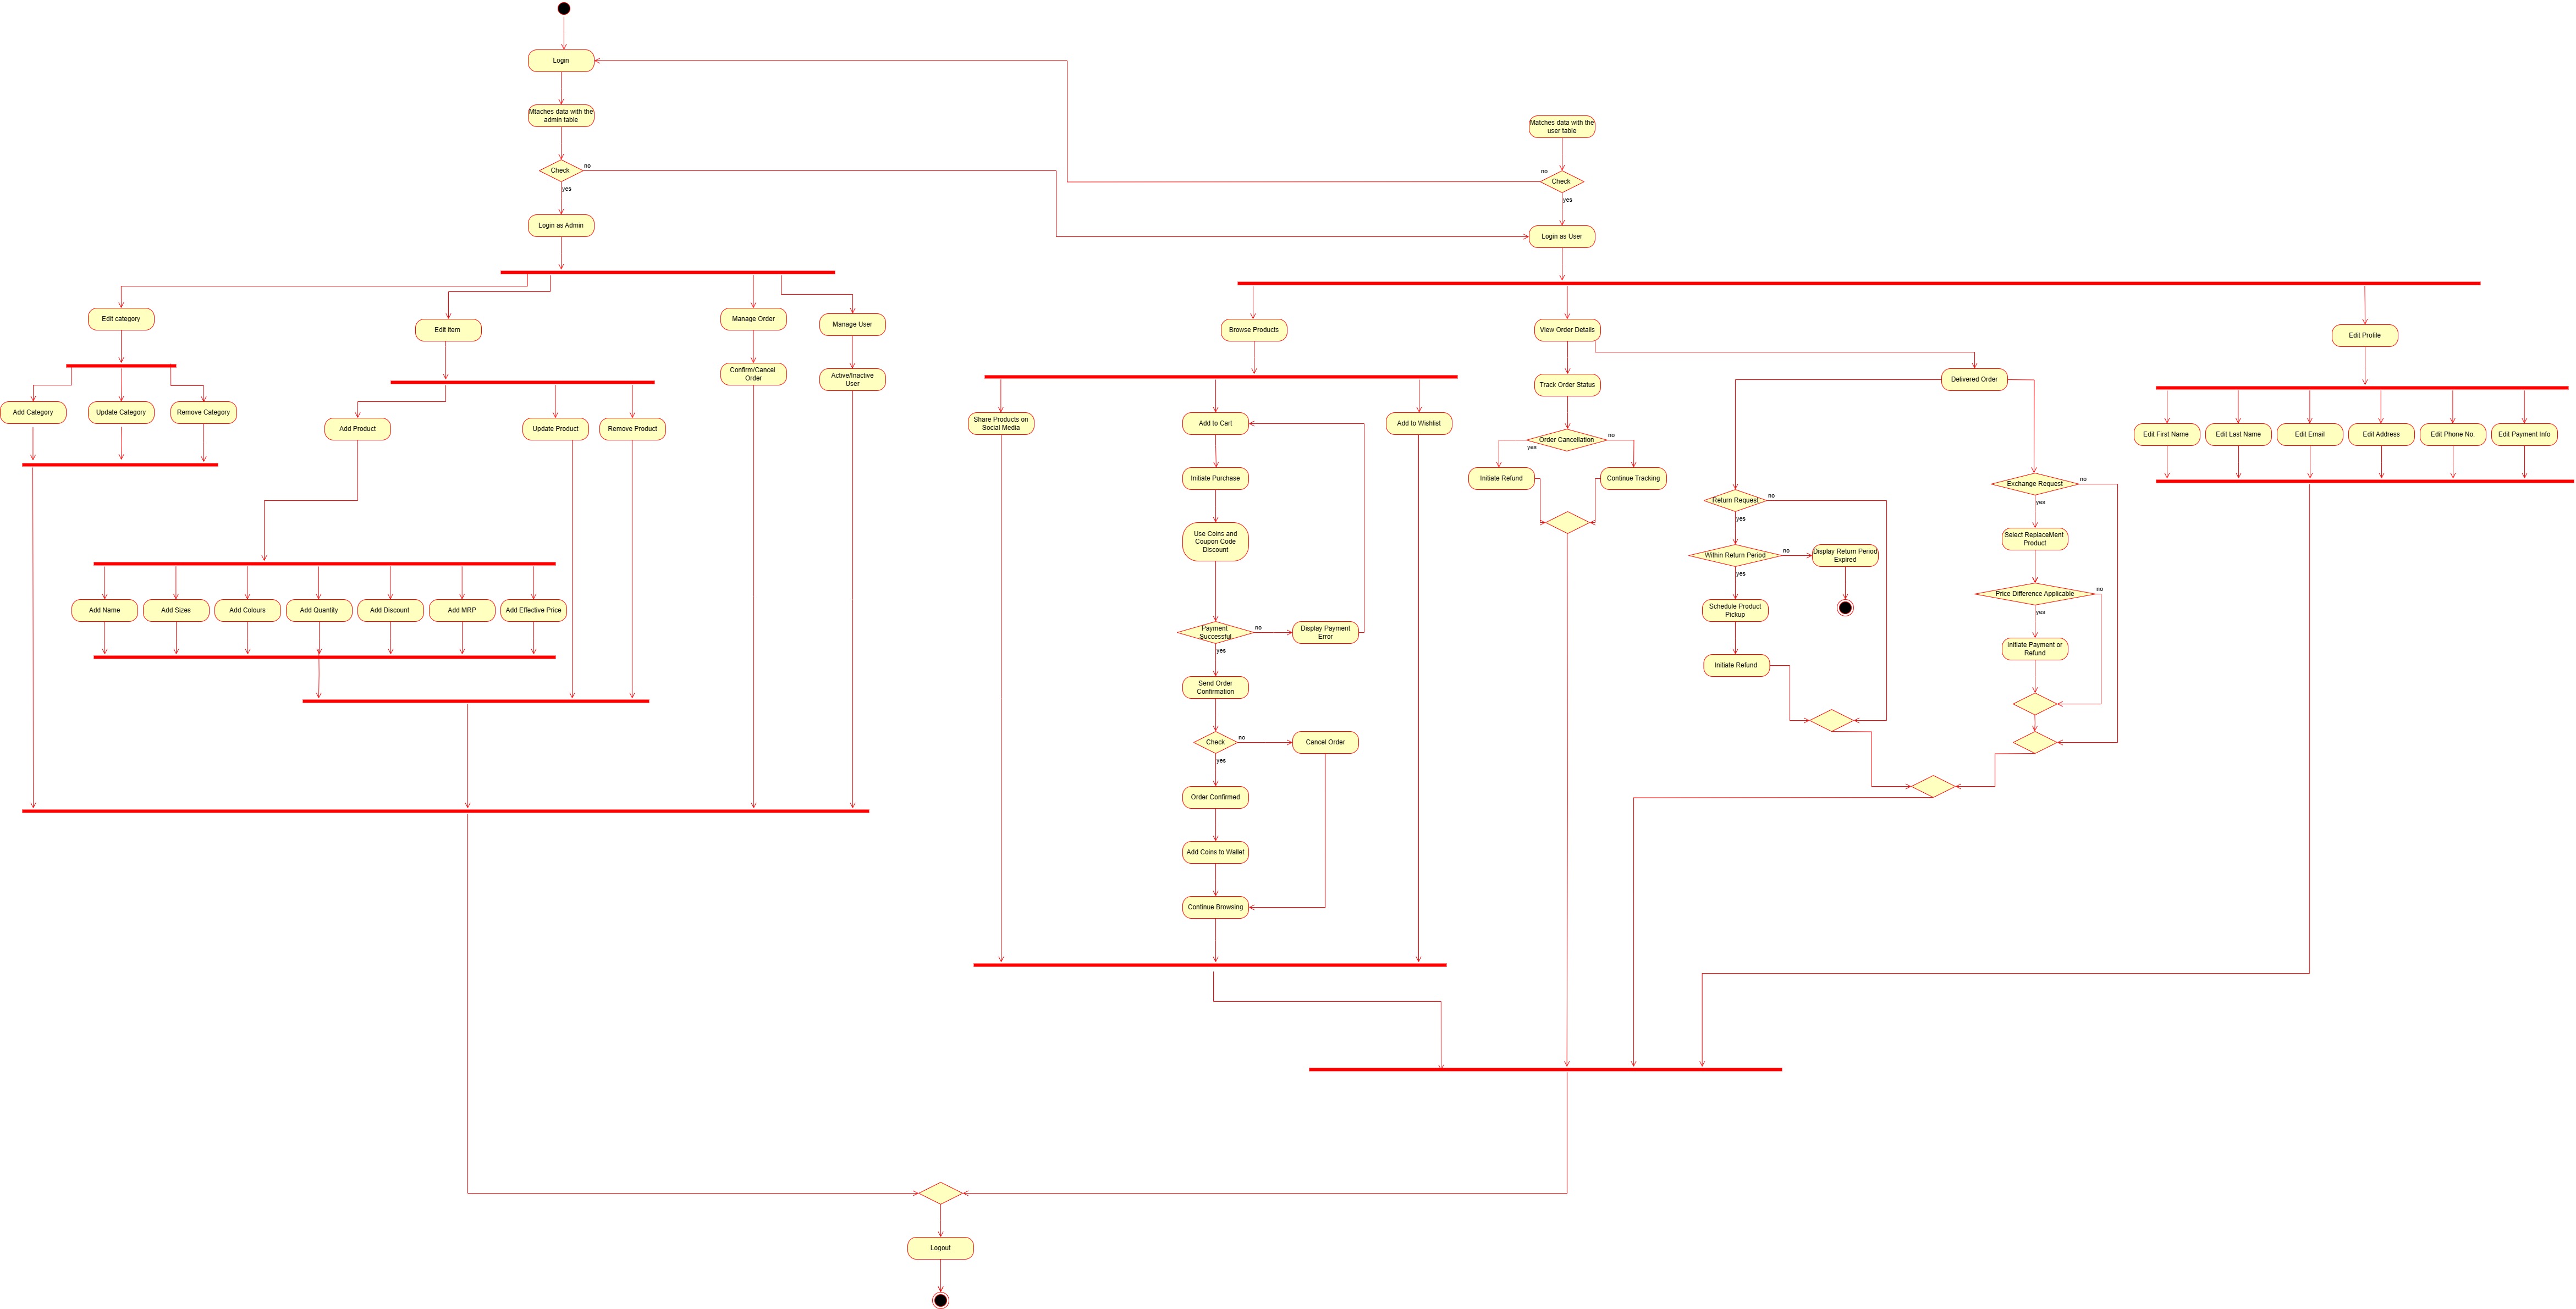 Login
Mtaches data with the
admin table
Matches data with the
user table
Check
no
yes
no
Check
yes
Login as Admin
Login as User
Edit category
Edit item
Manage Order
Manage User
Browse Products
View Order Details
Edit Profile
Confirm/Cancel
Order
Active/Inactive
User
Track Order Status
Delivered Order
Add Category
Update Category
Remove Category
Add Product
Update Product
Remove Product
Share Products on
Social Media
Add to Cart
Add to Wishlist
Order Cancellation
yes
no
Edit First Name
Edit Last Name
Edit Email
Edit Address
Edit Phone No.
Edit Payment Info
Initiate Purchase
Initiate Refund
Continue Tracking
Return Request
no
yes
Exchange Request
no
yes
Use Coins and
Coupon Code
Discount
Within Return Period
no
yes
Display Return Period
Expired
Select ReplaceMent
Product
Price Difference Applicable
no
yes
Add Name
Add Sizes
Add Colours
Add Quantity
Add Discount
Add MRP
Add Effective Price
Schedule Product
Pickup
Payment
Successful
no
yes
Display Payment
Error
Initiate Payment or
Refund
Initiate Refund
Send Order
Confirmation
Check
no
yes
Cancel Order
Order Confirmed
Add Coins to Wallet
Continue Browsing
Logout